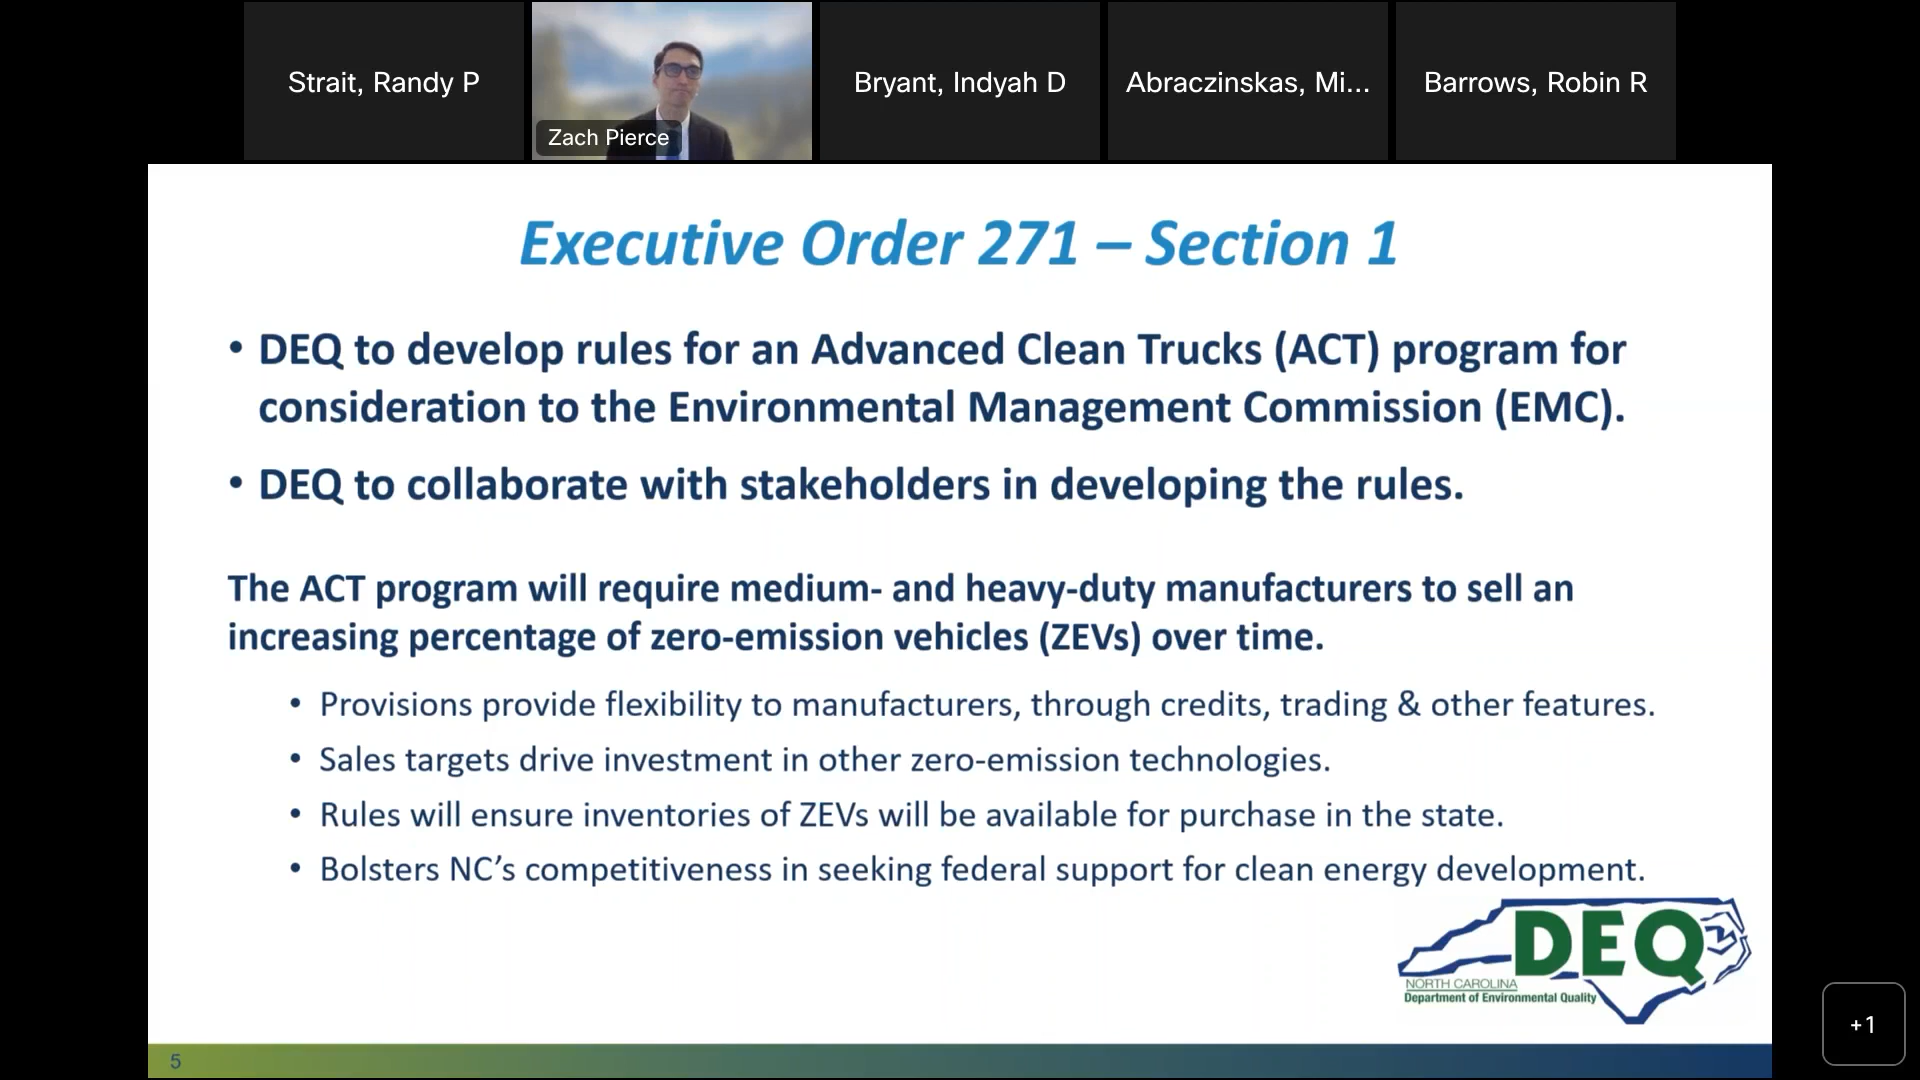 Strait, Randy P
Zach Pierce
Bryant, Indyah D
Abraczinskas, Mi...
Barrows, Robin R
Executive Order 271 – Section 1
• DEQ to develop rules for an Advanced Clean Trucks (ACT) program for
consideration to the Environmental Management Commission (EMC).
• DEQ to collaborate with stakeholders in developing the rules.
The ACT program will require medium- and heavy-duty manufacturers to sell an
increasing percentage of zero-emission vehicles (ZEVs) over time.
• Provisions provide flexibility to manufacturers, through credits, trading & other features.
• Sales targets drive investment in other zero-emission technologies.
• Rules will ensure inventories of ZEVs will be available for purchase in the state.
• Bolsters NC’s competitiveness in seeking federal support for clean energy development.
DEQ
NORTH CAROLINA
Department of Environmental Quality
+1
5